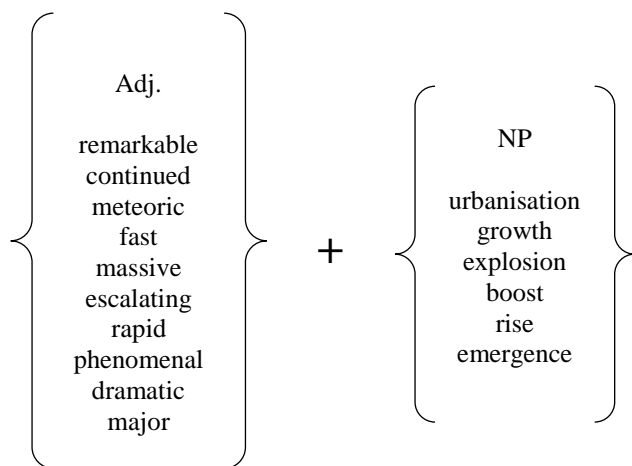 Adj.
remarkable
continued
meteoric
fast
massive
escalating
rapid
phenomenal
dramatic
major
+
NP
urbanisation
growth
explosion
boost
rise
emergence